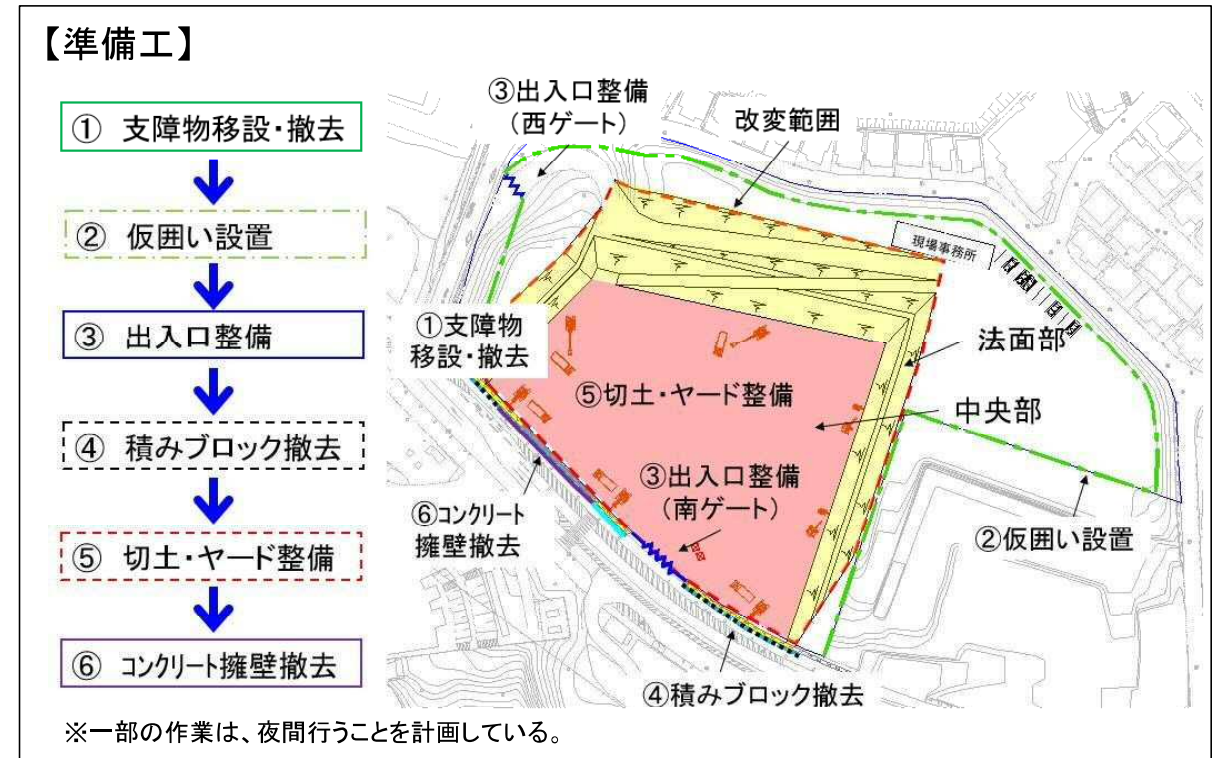 【準備工】
① 支障物移設・撤去
② 仮囲い設置
③ 出入口整備
④ 積みブロック撤去
⑤ 切土・ヤード整備
⑥ コンクリート擁壁撤去
③出入口整備
（西ゲート）
改変範囲
現場事務所
①支障物
移設・撤去
法面部
⑤切土・ヤード整備
中央部
③出入口整備
（南ゲート）
⑥コンクリート
擁壁撤去
②仮囲い設置
④積みブロック撤去
※一部の作業は、夜間行うことを計画している。